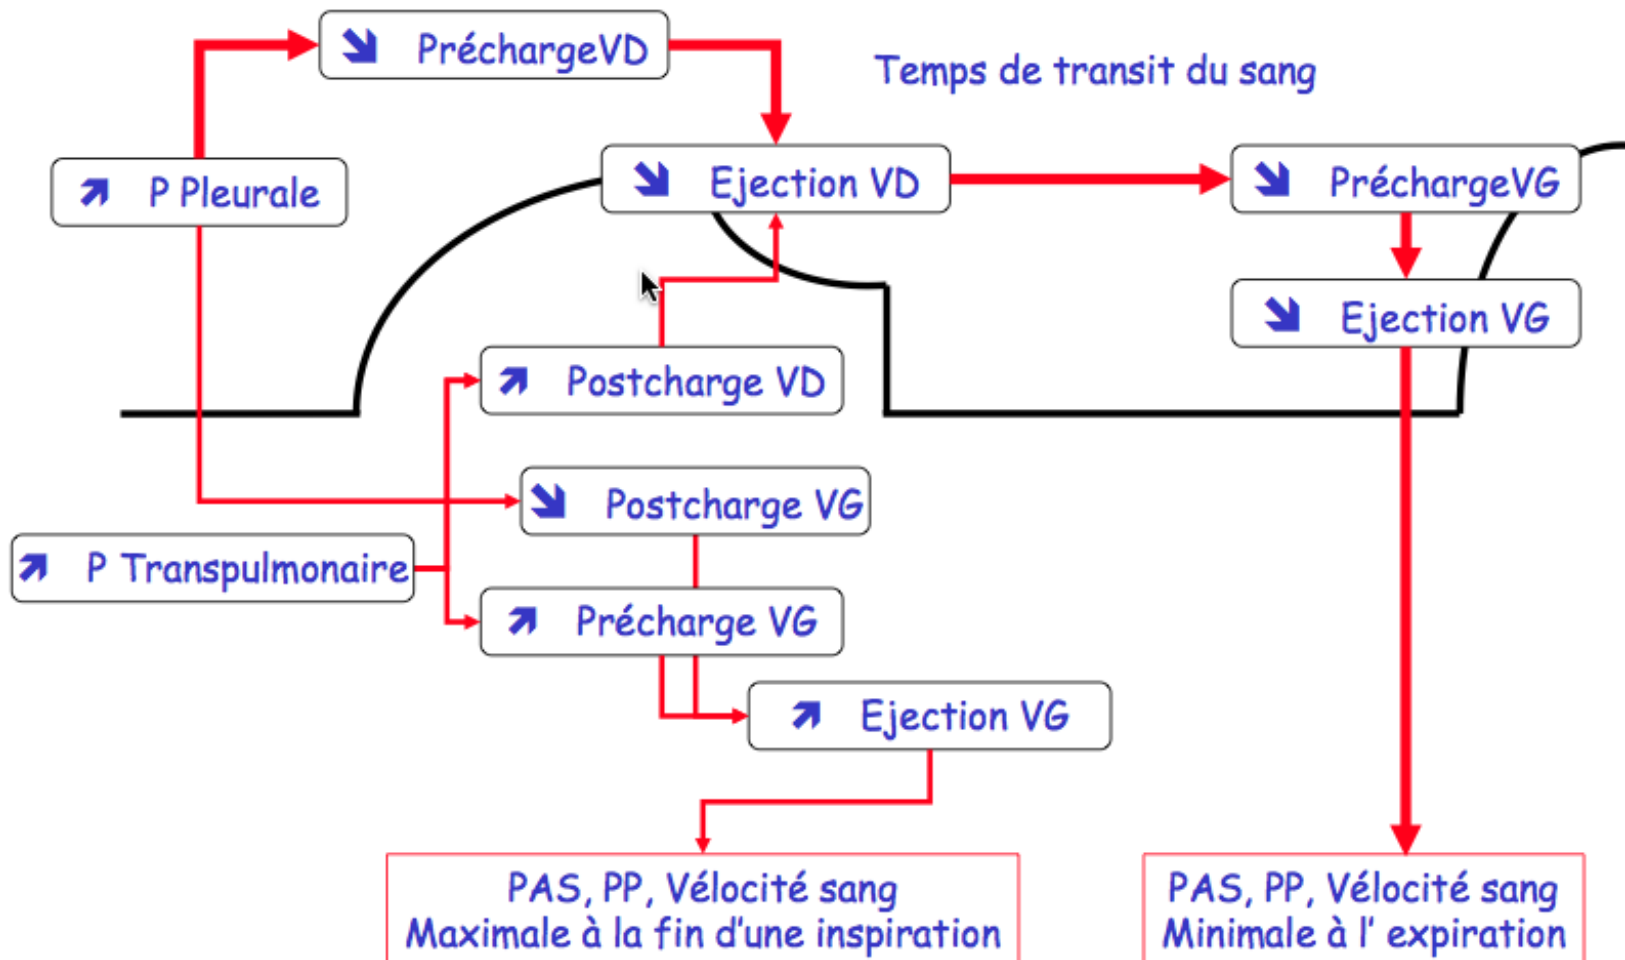 PréchargeVD
Temps de transit du sang
P Pleurale
Ejection VD
PréchargeVG
Ejection VG
Postcharge VD
Postcharge VG
P Transpulmonaire
Précharge VG
Ejection VG
PAS, PP, Vélocité sang
Maximale à la fin d'une inspiration
PAS, PP, Vélocité sang
Minimale à l' expiration